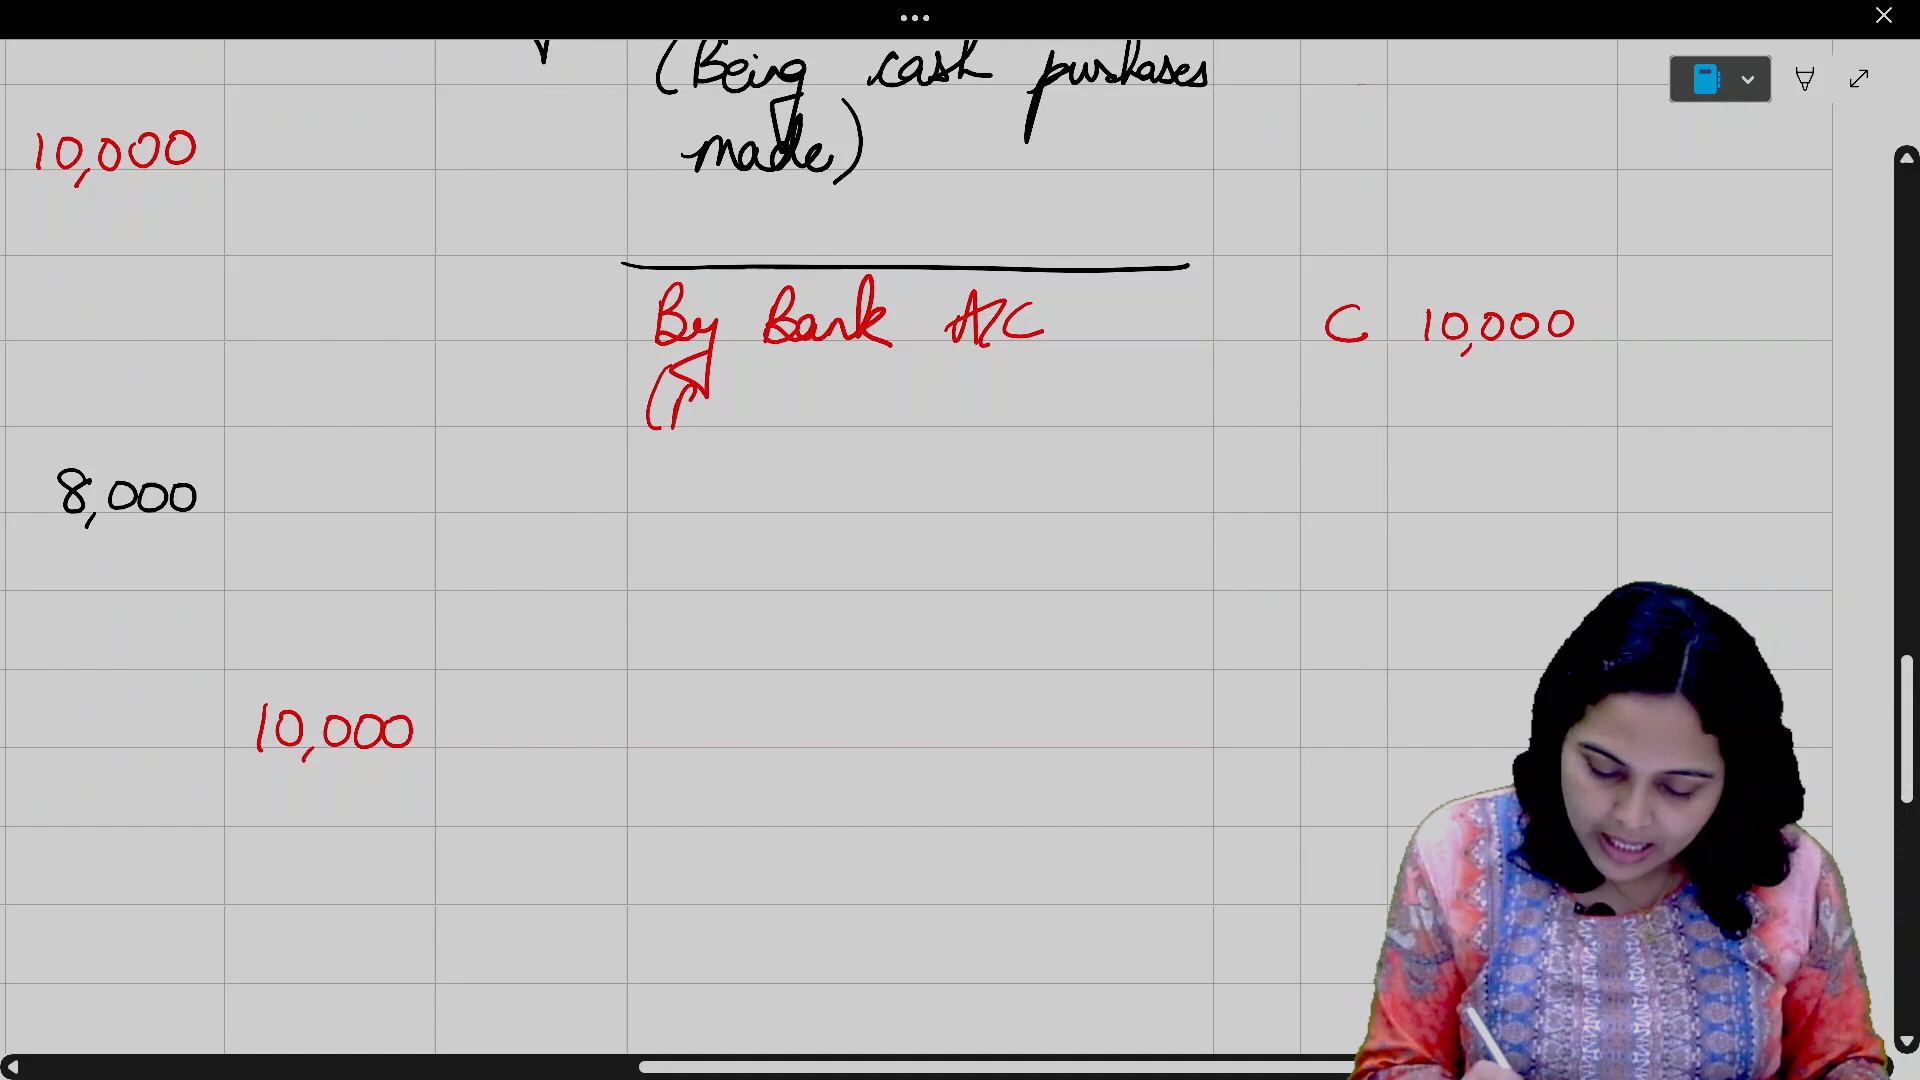 (Being cash purchases
10,000
made)
By Bank A/C C 10,000
8,000
10,000